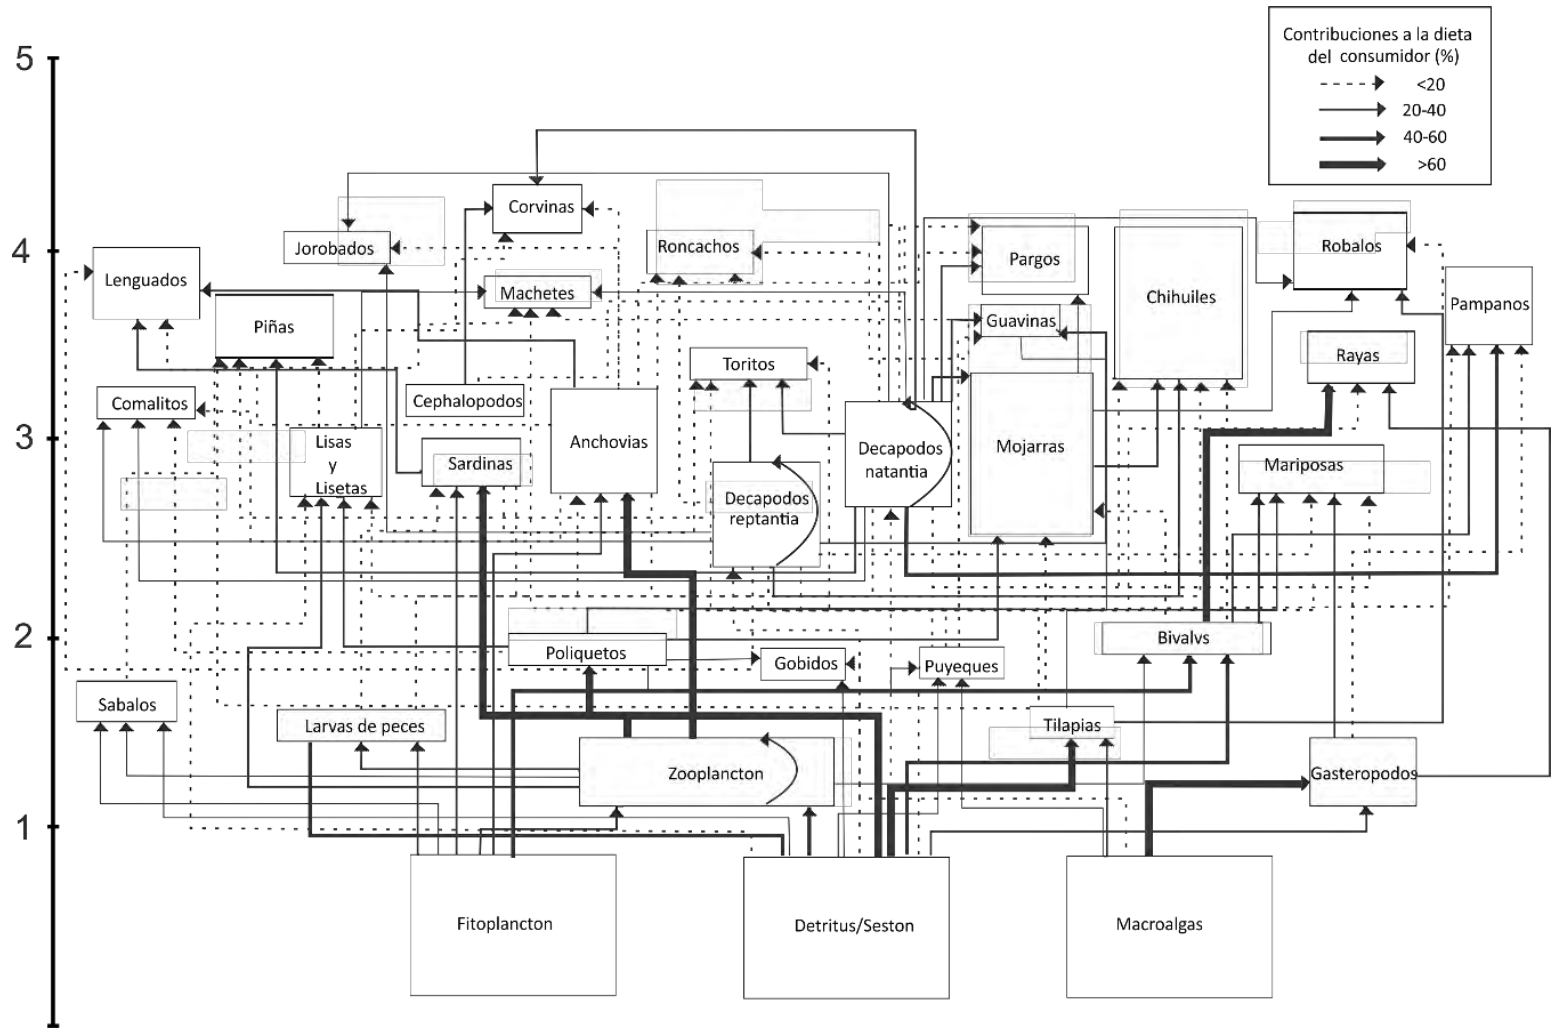 5
Contribuciones a la dieta
del consumidor (%)
<20
20-40
40-60
>60
Corvinas
Jorobados
Roncachos
Robalos
4
Pargos
Lenguados
Machetes
Chihuiles
Pampanos
Piñas
Guavinas
Rayas
Toritos
Comalitos
Cephalopodos
3
Lisas
y
Lisetas
Anchovias
Sardinas
Decapodos
natantia
Mojarras
Mariposas
Decapodos
reptantia
2
Poliquetos
Gobidos
Puyeques
Bivalvs
Sabalos
Larvas de peces
Tilapias
Zooplancton
Gasteropodos
1
Fitoplancton
Detritus/Seston
Macroalgas